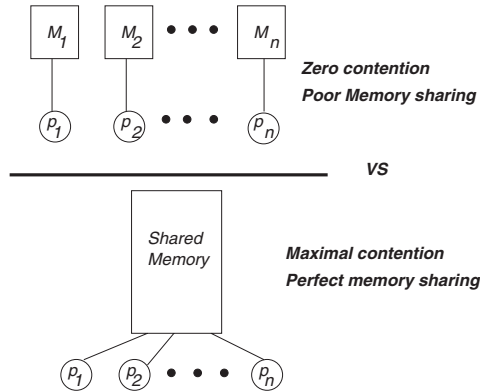 M1 M2 Mn
Zero contention
Poor Memory sharing
p1 p2 pn
VS
Shared
Memory
Maximal contention
Perfect memory sharing
p1 p2 pn